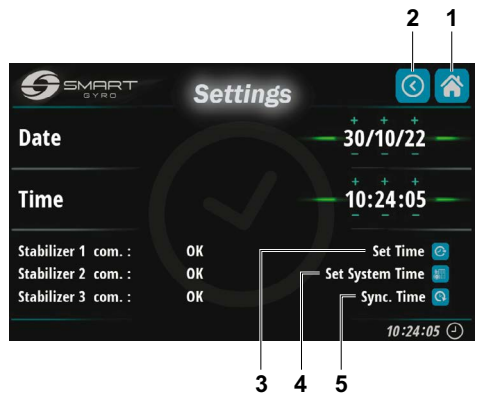 2 1
SMART
GYRO
Settings
Date
+ + +
30/10/22
− − −
Time
+ + +
10:24:05
− − −
Stabilizer 1 com. : OK
Set Time
Stabilizer 2 com. : OK
Set System Time
Stabilizer 3 com. : OK
Sync. Time
10:24:05
3 4 5